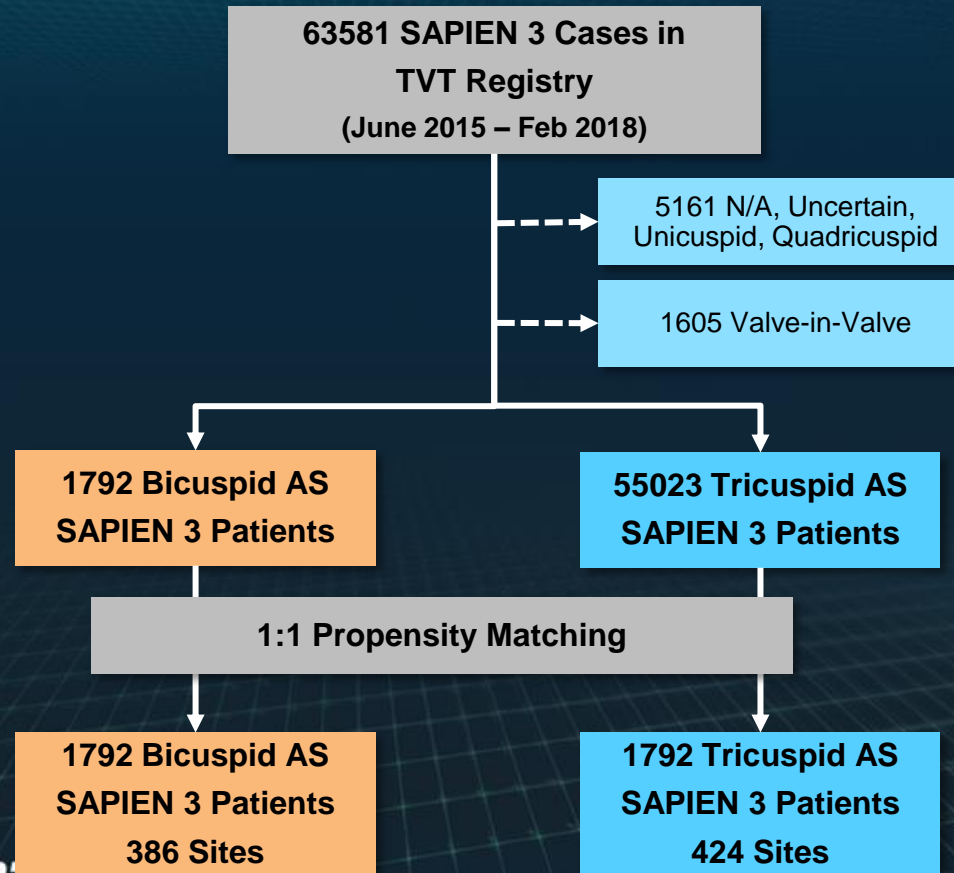 63581 SAPIEN 3 Cases in
TVT Registry
(June 2015 – Feb 2018)
5161 N/A, Uncertain,
Unicuspid, Quadricuspid
1605 Valve-in-Valve
1792 Bicuspid AS
SAPIEN 3 Patients
55023 Tricuspid AS
SAPIEN 3 Patients
1:1 Propensity Matching
1792 Bicuspid AS
SAPIEN 3 Patients
386 Sites
1792 Tricuspid AS
SAPIEN 3 Patients
424 Sites